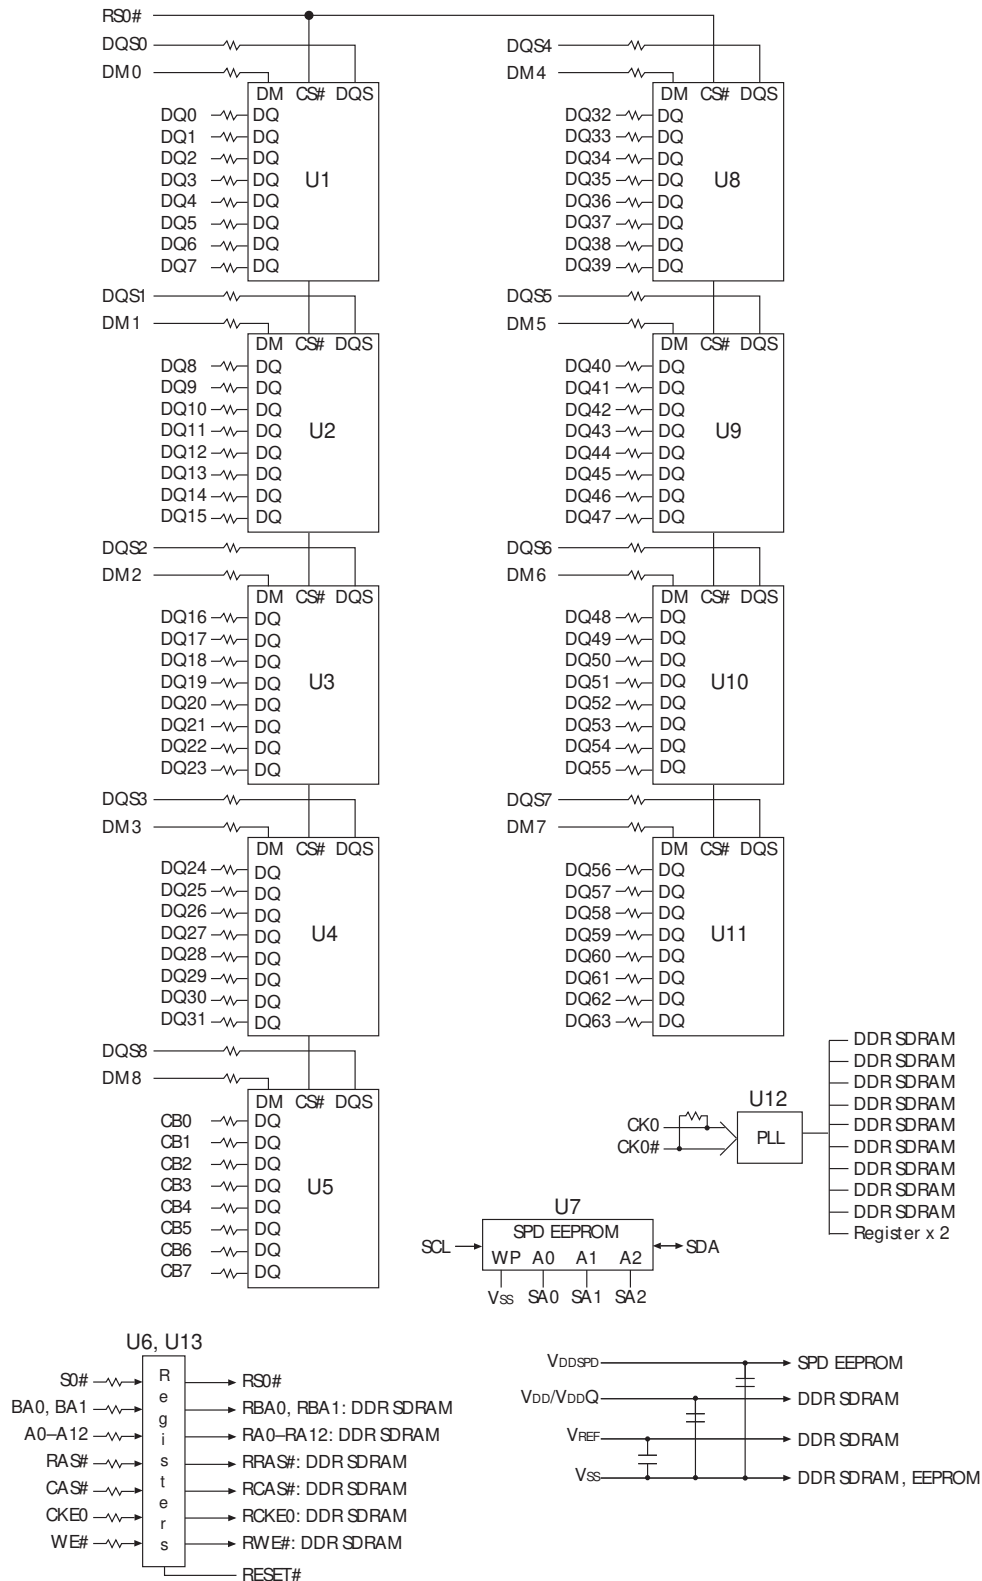 RS0#
DQS0
DM0
DM CS# DQS
DQ0 DQ
DQ1 DQ
DQ2 DQ
DQ3 DQ
DQ4 DQ
DQ5 DQ
DQ6 DQ
DQ7 DQ
U1
DQS1
DM1
DM CS# DQS
DQ8 DQ
DQ9 DQ
DQ10 DQ
DQ11 DQ
DQ12 DQ
DQ13 DQ
DQ14 DQ
DQ15 DQ
U2
DQS2
DM2
DM CS# DQS
DQ16 DQ
DQ17 DQ
DQ18 DQ
DQ19 DQ
DQ20 DQ
DQ21 DQ
DQ22 DQ
DQ23 DQ
U3
DQS3
DM3
DM CS# DQS
DQ24 DQ
DQ25 DQ
DQ26 DQ
DQ27 DQ
DQ28 DQ
DQ29 DQ
DQ30 DQ
DQ31 DQ
U4
DQS8
DM8
DM CS# DQS
CB0 DQ
CB1 DQ
CB2 DQ
CB3 DQ
CB4 DQ
CB5 DQ
CB6 DQ
CB7 DQ
U5
DQS4
DM4
DM CS# DQS
DQ32 DQ
DQ33 DQ
DQ34 DQ
DQ35 DQ
DQ36 DQ
DQ37 DQ
DQ38 DQ
DQ39 DQ
U8
DQS5
DM5
DM CS# DQS
DQ40 DQ
DQ41 DQ
DQ42 DQ
DQ43 DQ
DQ44 DQ
DQ45 DQ
DQ46 DQ
DQ47 DQ
U9
DQS6
DM6
DM CS# DQS
DQ48 DQ
DQ49 DQ
DQ50 DQ
DQ51 DQ
DQ52 DQ
DQ53 DQ
DQ54 DQ
DQ55 DQ
U10
DQS7
DM7
DM CS# DQS
DQ56 DQ
DQ57 DQ
DQ58 DQ
DQ59 DQ
DQ60 DQ
DQ61 DQ
DQ62 DQ
DQ63 DQ
U11
U12
CK0
CK0#
PLL
DDR SDRAM
DDR SDRAM
DDR SDRAM
DDR SDRAM
DDR SDRAM
DDR SDRAM
DDR SDRAM
DDR SDRAM
DDR SDRAM
Register x 2
U7
SPD EEPROM
SCL
SDA
WP A0 A1 A2
VSS SA0 SA1 SA2
U6, U13
Registers
S0# RS0#
BA0, BA1 RBA0, RBA1: DDR SDRAM
A0–A12 RA0–RA12: DDR SDRAM
RAS# RRAS#: DDR SDRAM
CAS# RCAS#: DDR SDRAM
CKE0 RCKE0: DDR SDRAM
WE# RWE#: DDR SDRAM
RESET#
VDDSPD SPD EEPROM
VDD/VDDQ DDR SDRAM
VREF DDR SDRAM
VSS DDR SDRAM, EEPROM